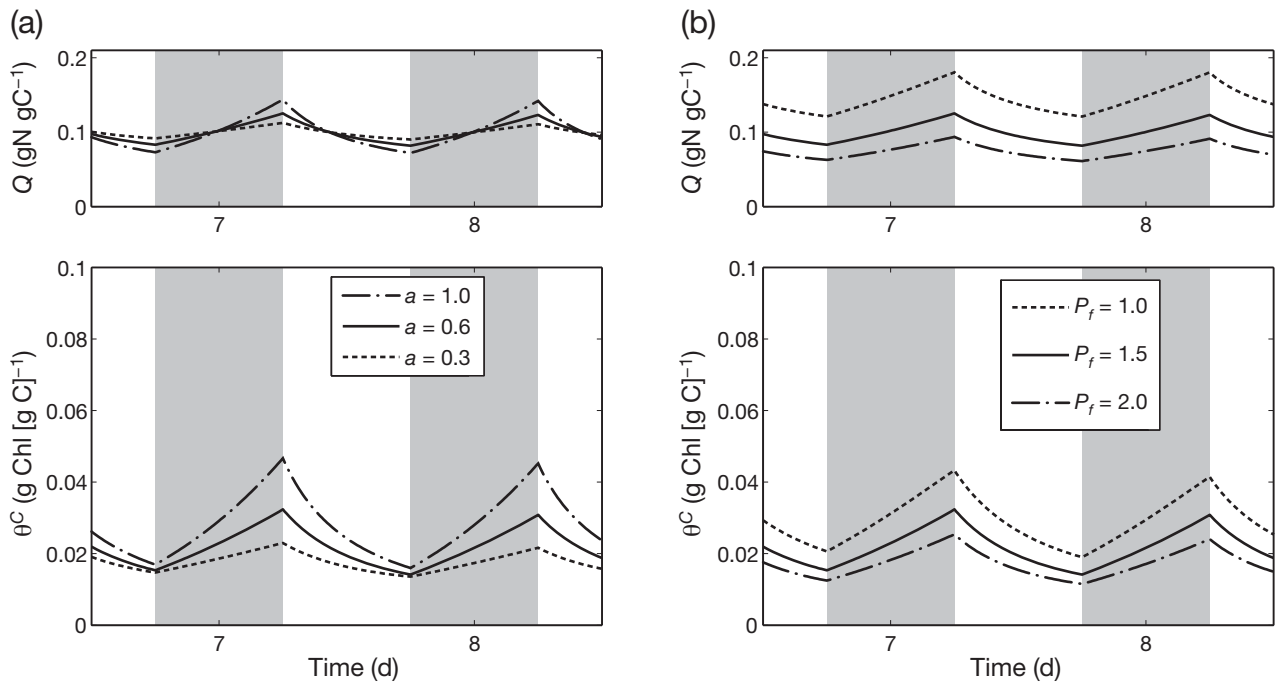 (a)
0.2
0.1
0
Q (gN gC⁻¹)
7
8
0.1
0.08
0.06
0.04
0.02
0
θᶜ (g Chl [g C]⁻¹)
a = 1.0
a = 0.6
a = 0.3
7
8
Time (d)
(b)
0.2
0.1
0
Q (gN gC⁻¹)
7
8
0.1
0.08
0.06
0.04
0.02
0
θᶜ (g Chl [g C]⁻¹)
P_f = 1.0
P_f = 1.5
P_f = 2.0
7
8
Time (d)